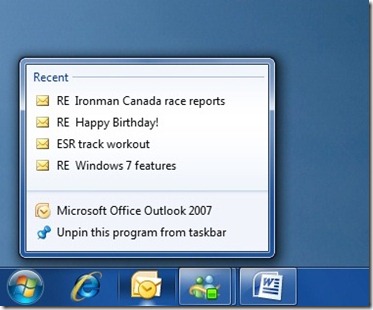 Recent
RE Ironman Canada race reports
RE Happy Birthday!
ESR track workout
RE Windows 7 features
Microsoft Office Outlook 2007
Unpin this program from taskbar
W